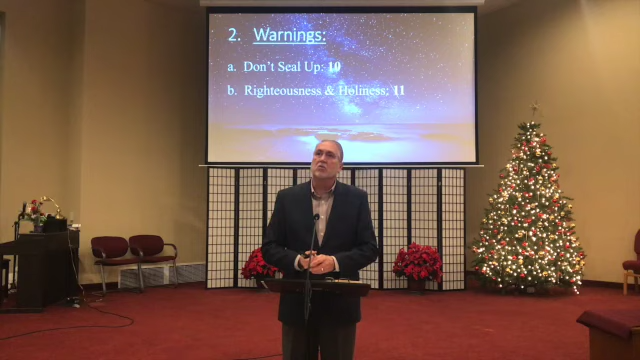 2. Warnings:
a. Don't Seal Up: 10
b. Righteousness & Holiness: 11